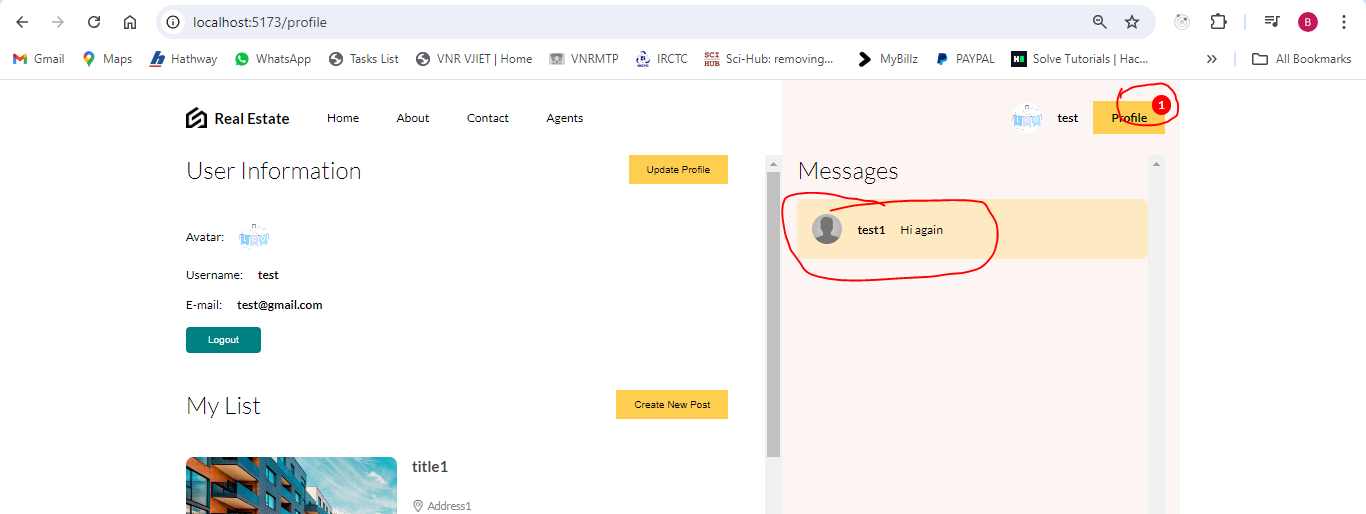 localhost:5173/profile
B
Gmail Maps Hathway WhatsApp Tasks List VNR VJIET | Home VNRMTP IRCTC Sci-Hub: removing... MyBillz PAYPAL Solve Tutorials | Hac... » All Bookmarks
Real Estate Home About Contact Agents test Profile 1
User Information
Update Profile
Avatar:
Username: test
E-mail: test@gmail.com
Logout
My List
Create New Post
title1
Address1
Messages
test1 Hi again